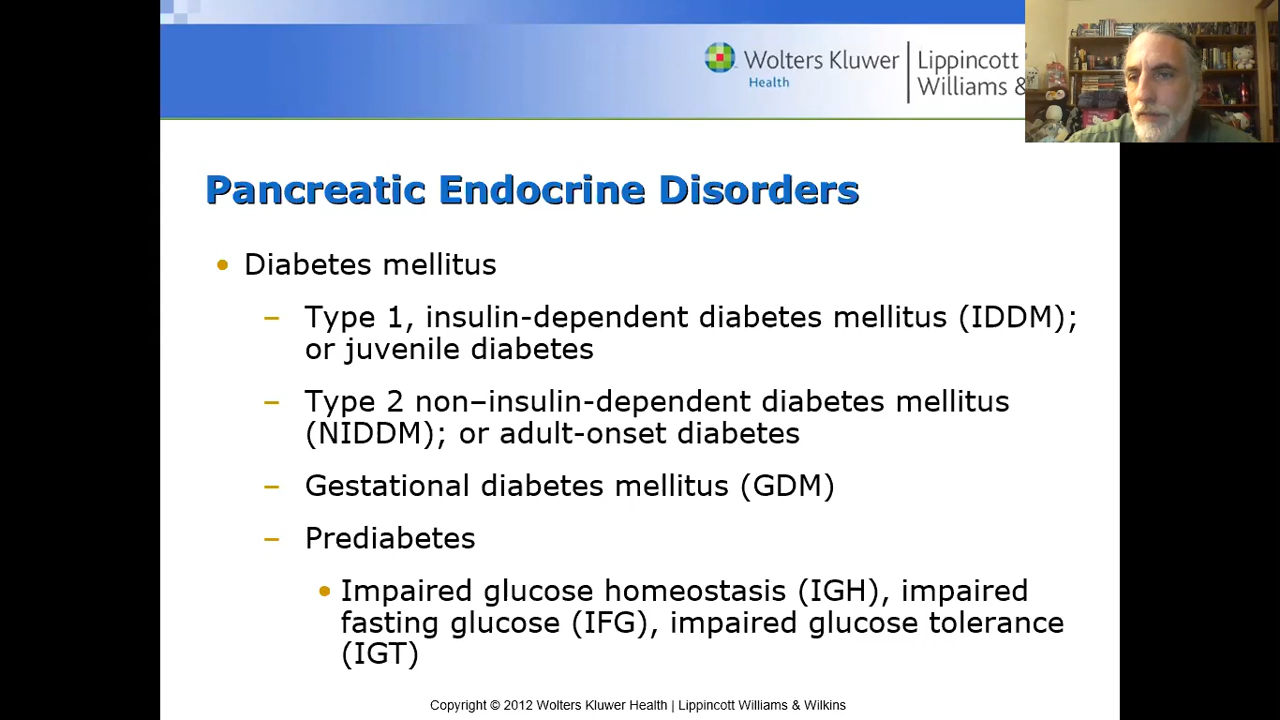 Wolters Kluwer
Health
Lippincott
Williams &
Pancreatic Endocrine Disorders
• Diabetes mellitus
– Type 1, insulin-dependent diabetes mellitus (IDDM);
or juvenile diabetes
– Type 2 non–insulin-dependent diabetes mellitus
(NIDDM); or adult-onset diabetes
– Gestational diabetes mellitus (GDM)
– Prediabetes
• Impaired glucose homeostasis (IGH), impaired
fasting glucose (IFG), impaired glucose tolerance
(IGT)
Copyright © 2012 Wolters Kluwer Health | Lippincott Williams & Wilkins